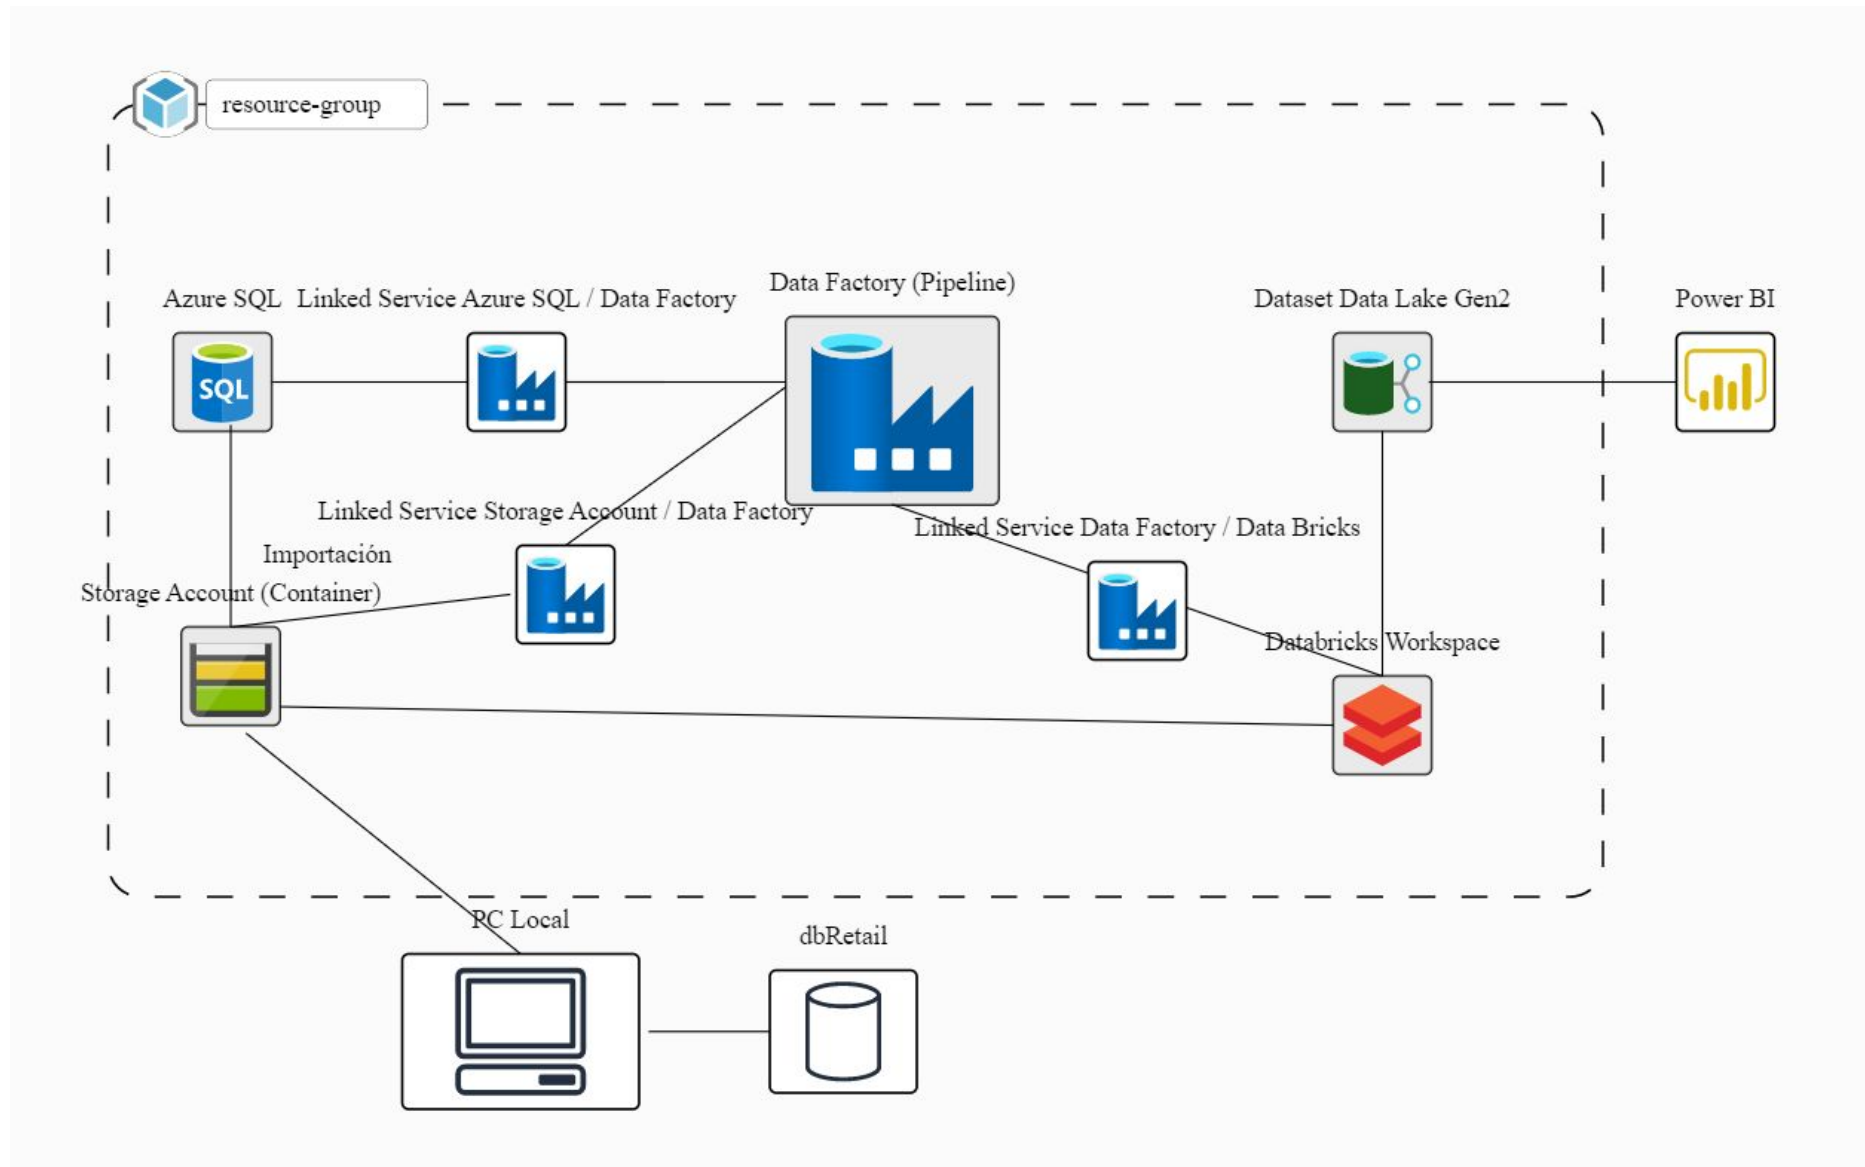 resource-group
Azure SQL
Linked Service Azure SQL / Data Factory
Data Factory (Pipeline)
Dataset Data Lake Gen2
Power BI
SQL
Linked Service Storage Account / Data Factory
Linked Service Data Factory / Data Bricks
Importación
Storage Account (Container)
Databricks Workspace
PC Local
dbRetail